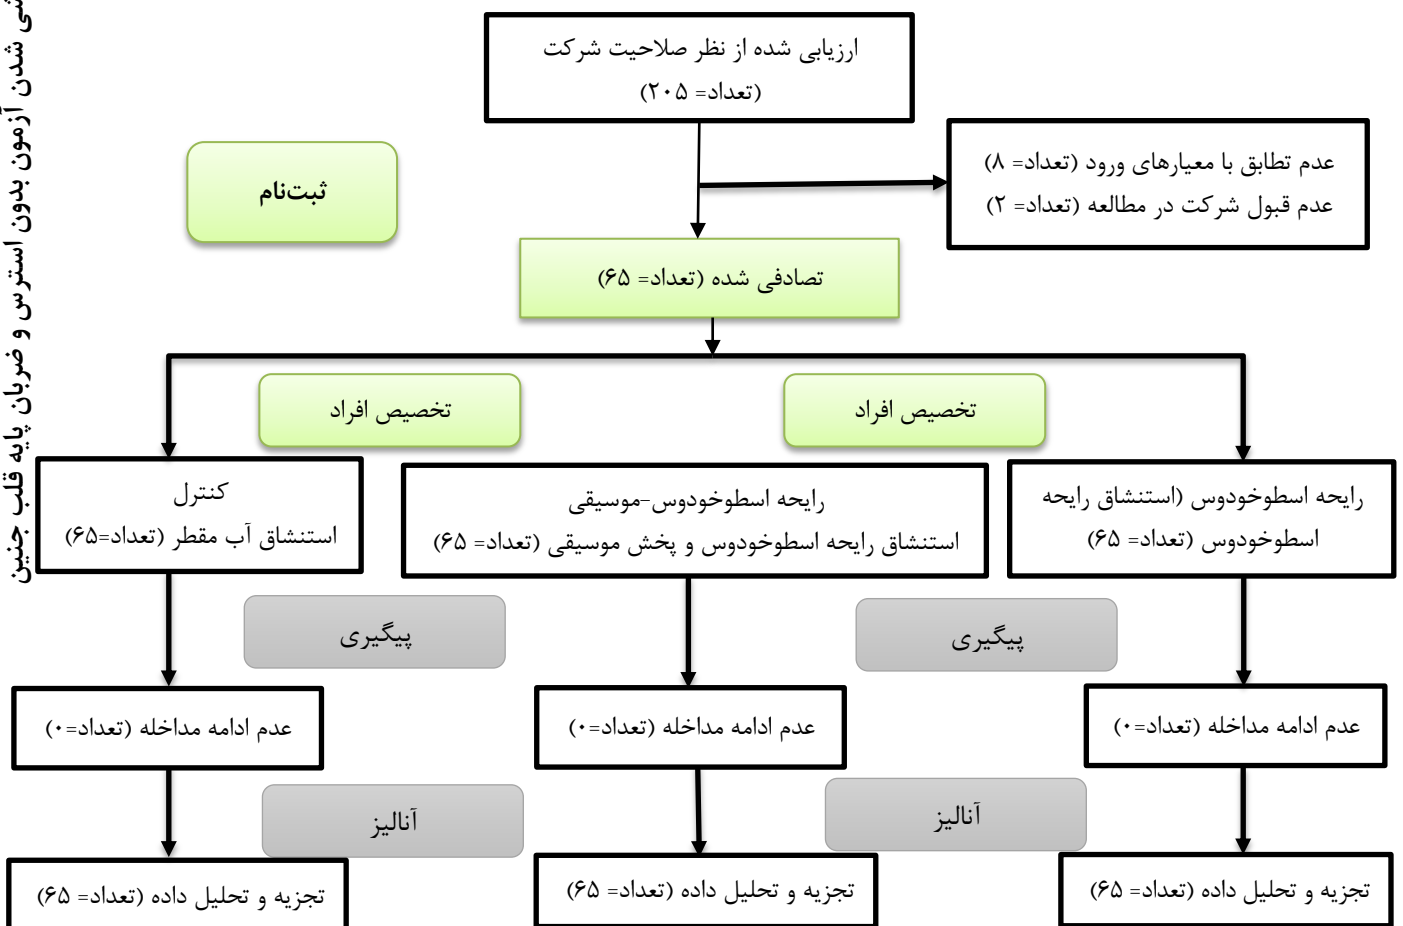 ارزیابی شده از نظر صلاحیت شرکت
(تعداد= ۲۰۵)
عدم تطابق با معیارهای ورود (تعداد= ۸)
عدم قبول شرکت در مطالعه (تعداد= ۲)
ثبت‌نام
تصادفی شده (تعداد= ۶۵)
تخصیص افراد
تخصیص افراد
رایحه اسطوخودوس (استنشاق رایحه
اسطوخودوس (تعداد= ۶۵)
رایحه اسطوخودوس-موسیقی
استنشاق رایحه اسطوخودوس و پخش موسیقی (تعداد= ۶۵)
کنترل
استنشاق آب مقطر (تعداد=۶۵)
پیگیری
پیگیری
عدم ادامه مداخله (تعداد=۰)
عدم ادامه مداخله (تعداد=۰)
عدم ادامه مداخله (تعداد=۰)
آنالیز
آنالیز
تجزیه و تحلیل داده (تعداد= ۶۵)
تجزیه و تحلیل داده (تعداد= ۶۵)
تجزیه و تحلیل داده (تعداد= ۶۵)
شدن آزمون بدون استرس و ضربان پایه قلب جنین